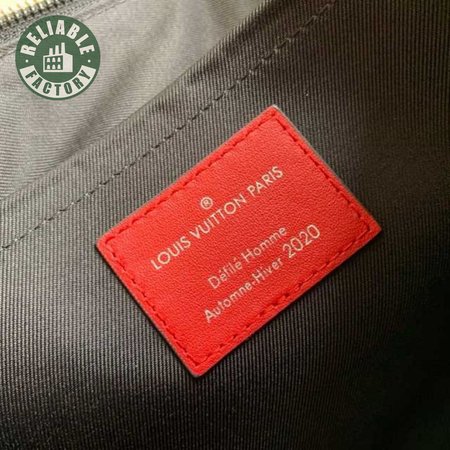 RELIABLE
FACTORY
®
LOUIS VUITTON PARIS
Défilé Homme
Automne-Hiver 2020